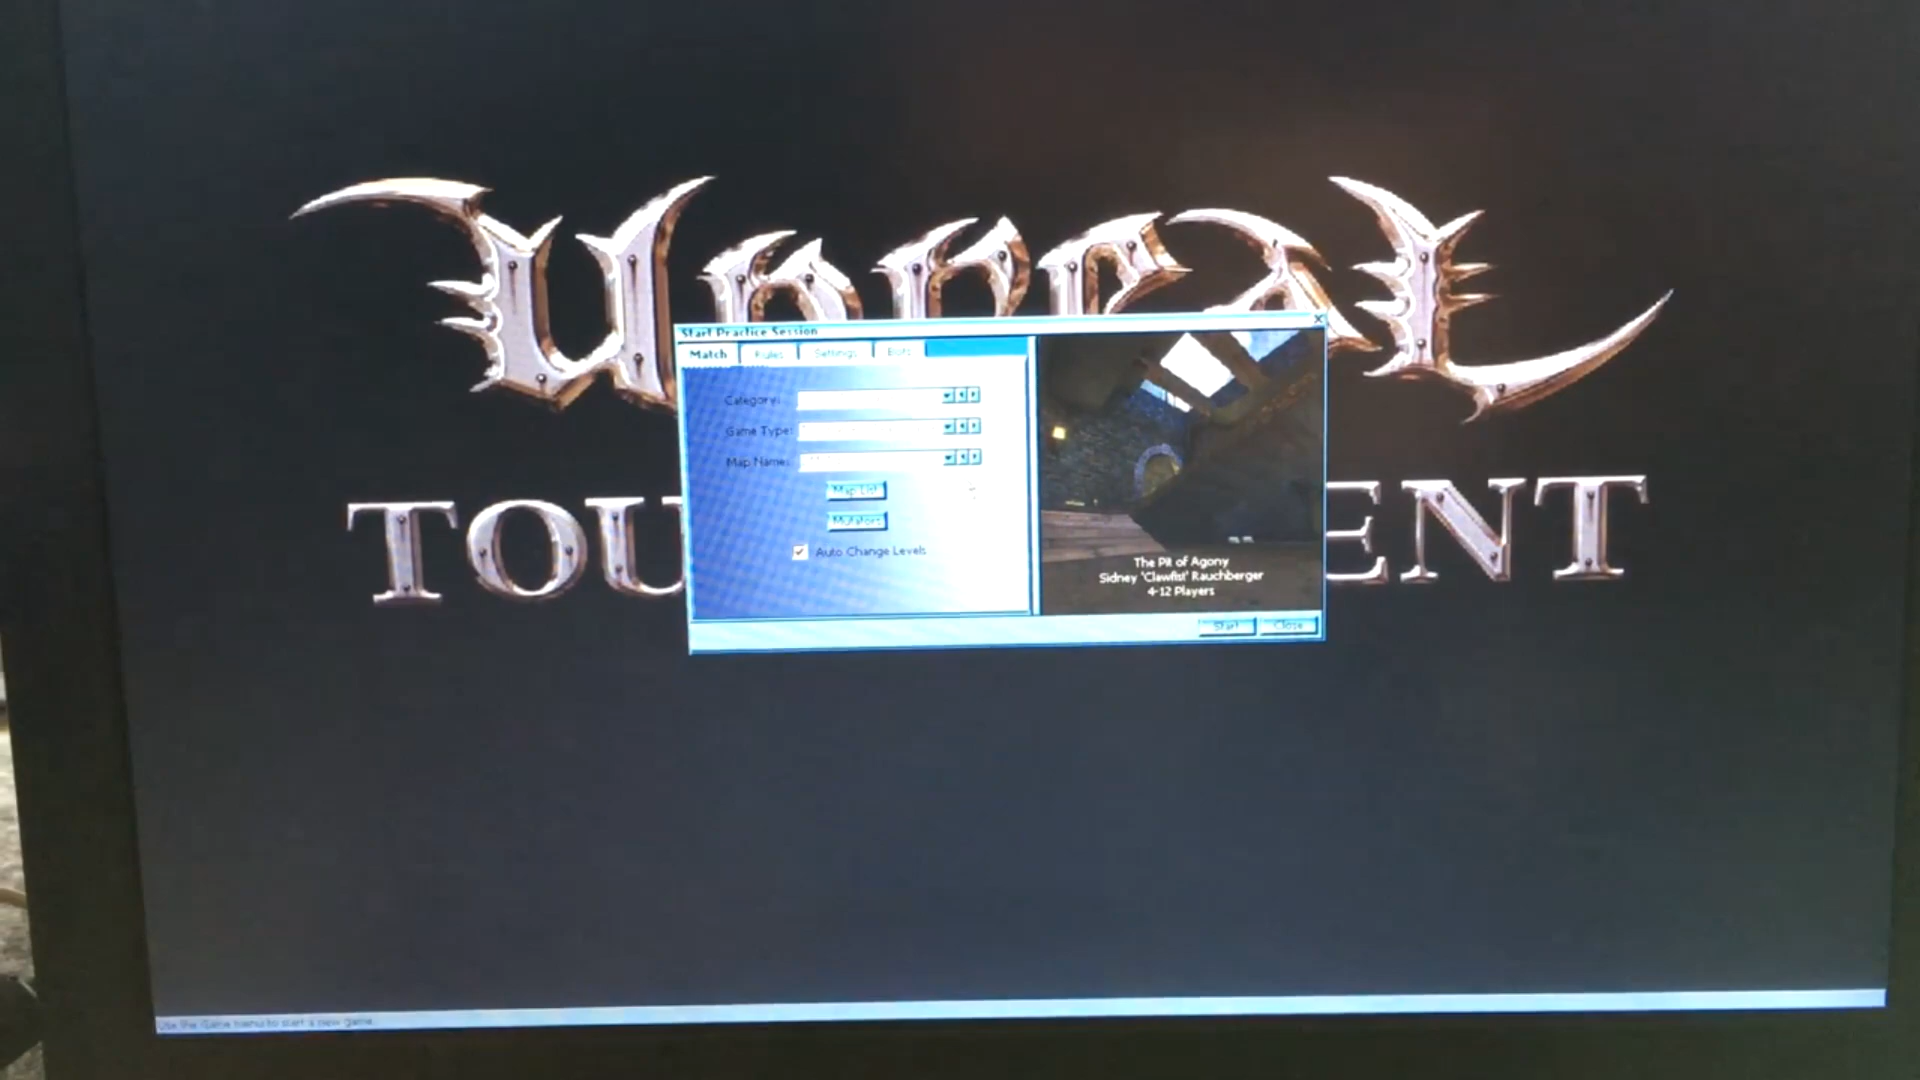 UNREAL
TOU ENT
Start Practice Session
Match Rules Settings Bots
Category:
Game Type:
Map Name:
Map List
Mutators
Auto Change Levels
The Pit of Agony
Sidney 'Clawfist' Rauchberger
4-12 Players
Start Close
Use the Game menu to start a new game.